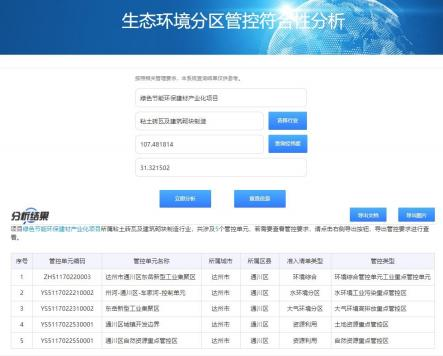 生态环境分区管控符合性分析
按照相关管理要求，本系统查询结果仅供参考。
绿色节能环保建材产业化项目
粘土砖瓦及建筑砌块制造 选择行业
107.481814 查询经纬度
31.321502
立即分析 重置信息
分析结果 导出文档 导出图片
项目绿色节能环保建材产业化项目所属粘土砖瓦及建筑砌块制造行业，共涉及5个管控单元，若需要查看管控要求，请点击右侧导出按钮，导出管控要求进行查看。
序号 管控单元编码 管控单元名称 所属城市 所属区县 准入清单类型 管控类型
1 ZH51170220003 达州市通川区东岳新型工业集聚区 达州市 通川区 环境综合 环境综合管控单元工业重点管控单元
2 YS5117022210002 州河-通川区-车家河-控制单元 达州市 通川区 水环境分区 水环境工业污染重点管控区
3 YS5117022310002 东岳新型工业集聚区 达州市 通川区 大气环境分区 大气环境高排放重点管控区
4 YS5117022530001 通川区城镇开发边界 达州市 通川区 资源利用 土地资源重点管控区
5 YS5117022550001 通川区自然资源重点管控区 达州市 通川区 资源利用 自然资源重点管控区